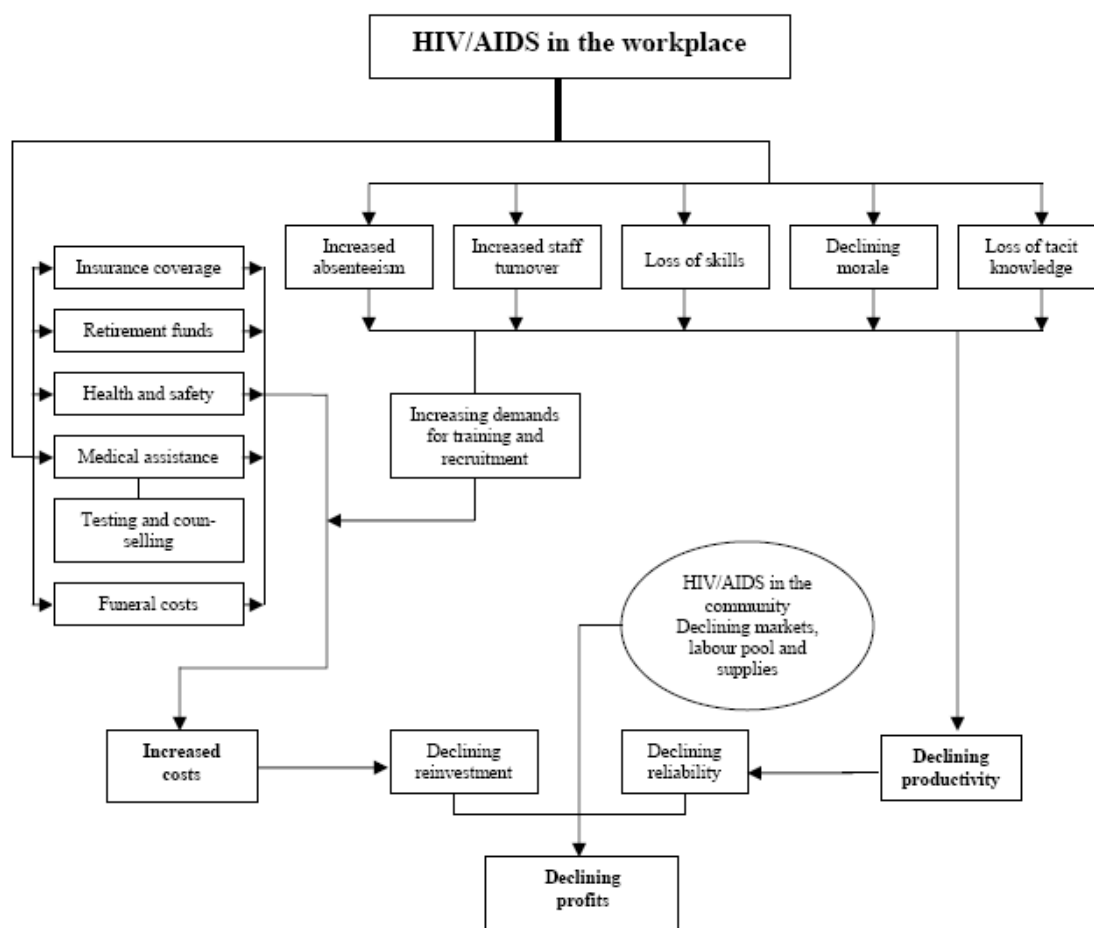 HIV/AIDS in the workplace
Increased
absenteeism
Increased staff
turnover
Loss of skills
Declining
morale
Loss of tacit
knowledge
Insurance coverage
Retirement funds
Health and safety
Medical assistance
Testing and coun-
selling
Funeral costs
Increasing demands
for training and
recruitment
HIV/AIDS in the
community
Declining markets,
labour pool and
supplies
Increased
costs
Declining
reinvestment
Declining
reliability
Declining
productivity
Declining
profits